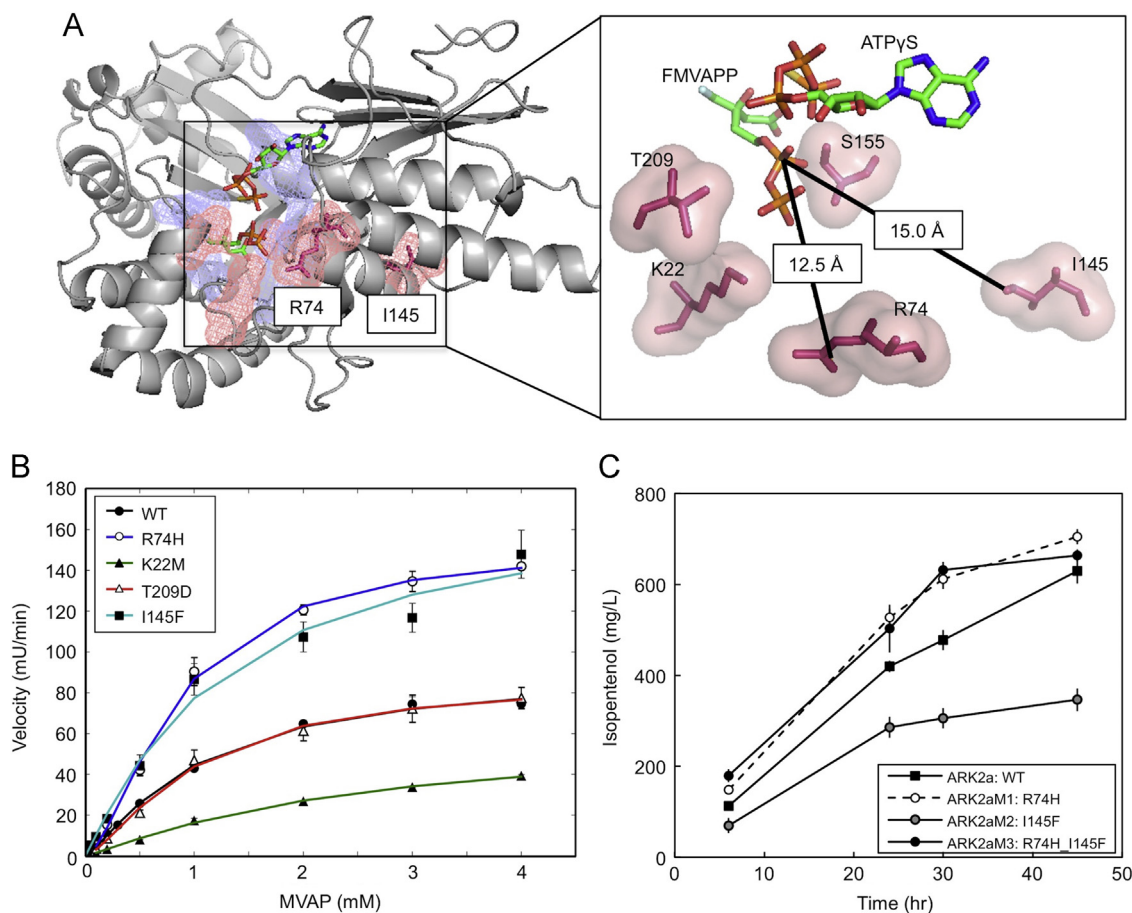 A
ATPγS
FMVAPP
S155
T209
15.0 Å
K22
12.5 Å
I145
R74
R74
I145
B
180
160
140
120
100
80
60
40
20
0
Velocity (mU/min)
WT
R74H
K22M
T209D
I145F
0 1 2 3 4
MVAP (mM)
C
800
600
400
200
0
Isopentenol (mg/L)
ARK2a: WT
ARK2aM1: R74H
ARK2aM2: I145F
ARK2aM3: R74H_I145F
0 10 20 30 40 50
Time (hr)